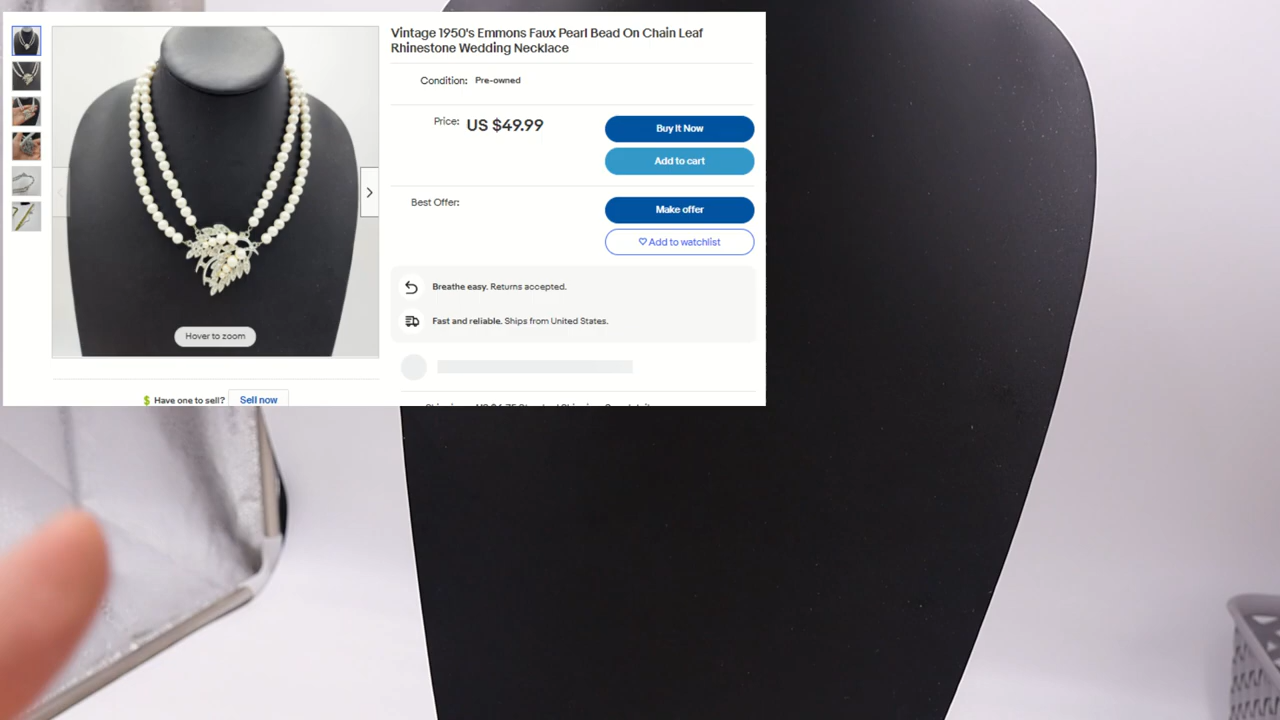 Vintage 1950's Emmons Faux Pearl Bead On Chain Leaf
Rhinestone Wedding Necklace
Condition: Pre-owned
Price: US $49.99
Buy It Now
Add to cart
Best Offer:
Make offer
Add to watchlist
Breathe easy. Returns accepted.
Fast and reliable. Ships from United States.
Hover to zoom
Have one to sell? Sell now